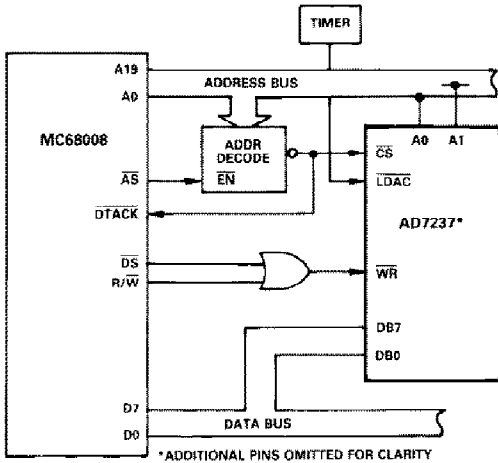 TIMER
A19
ADDRESS BUS
A0
MC68008
ADDR
DECODE
EN
A0 A1
CS
AS
LDAC
DTACK
AD7237*
DS
R/W
WR
DB7
DB0
D7
DATA BUS
D0
*ADDITIONAL PINS OMITTED FOR CLARITY